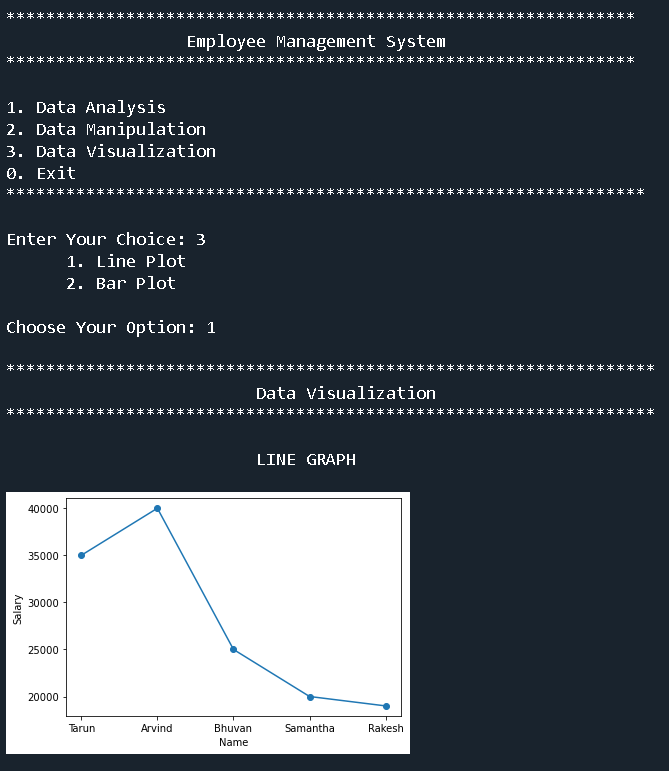 ***************************************************************
Employee Management System
***************************************************************
1. Data Analysis
2. Data Manipulation
3. Data Visualization
0. Exit
****************************************************************
Enter Your Choice: 3
1. Line Plot
2. Bar Plot
Choose Your Option: 1
*****************************************************************
Data Visualization
*****************************************************************
LINE GRAPH
40000
35000
30000
25000
20000
Salary
Tarun Arvind Bhuvan Samantha Rakesh
Name